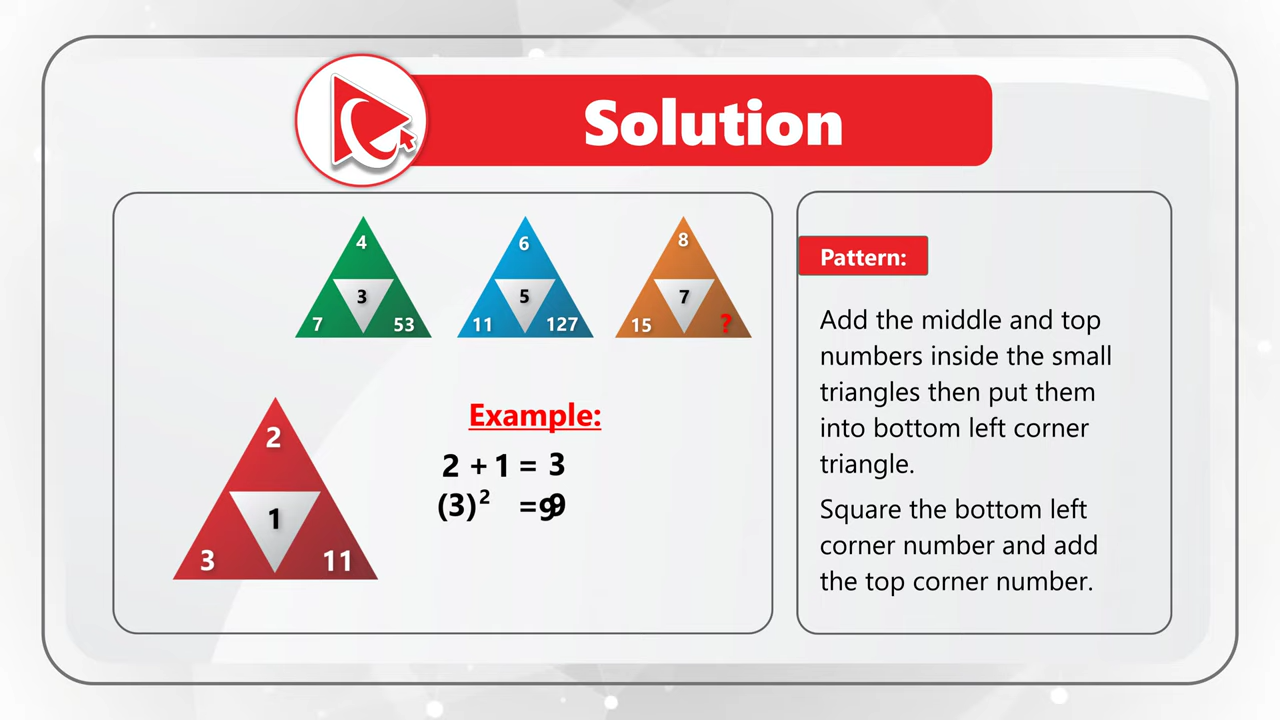 Solution
4
3
7 53
6
5
11 127
8
7
15 ?
2
1
3 11
Example:
2 + 1 = 3
(3)² = 9
Pattern:
Add the middle and top
numbers inside the small
triangles then put them
into bottom left corner
triangle.
Square the bottom left
corner number and add
the top corner number.